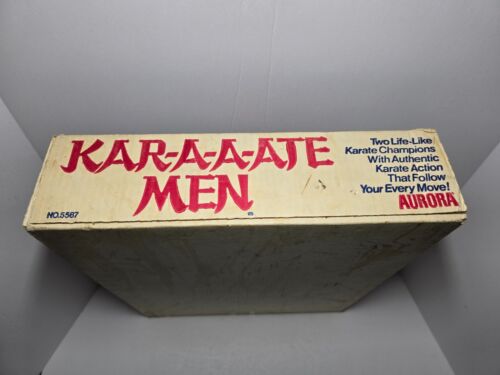 KAR-A-A-ATE
MEN
NO.5587
Two Life-Like
Karate Champions
With Authentic
Karate Action
That Follow
Your Every Move!
AURORA